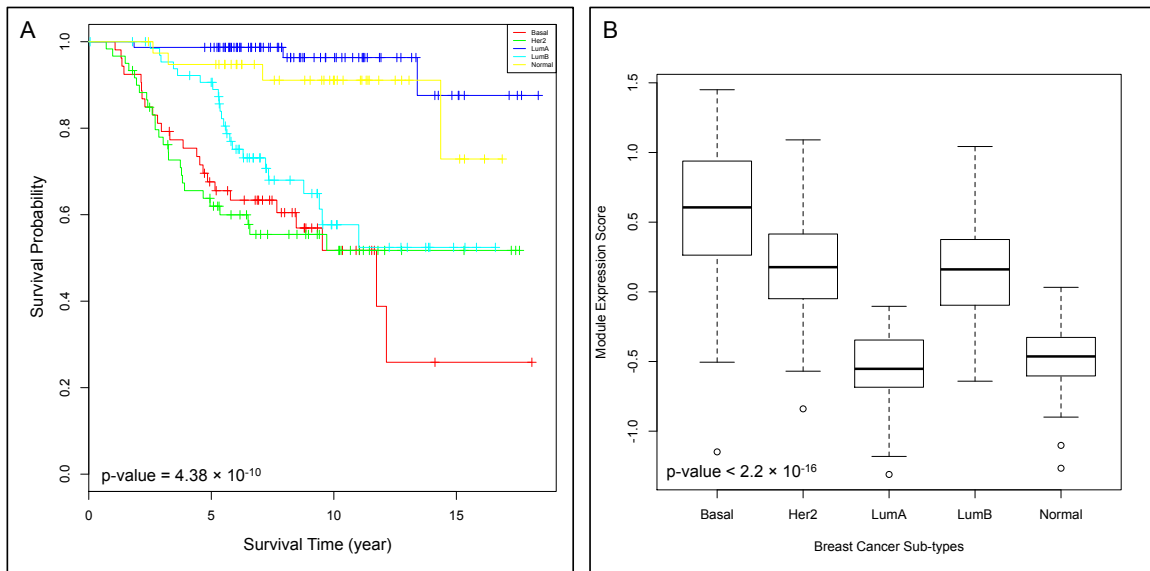 A
Basal
Her2
LumA
LumB
Normal
1.0
0.8
0.6
0.4
0.2
0.0
Survival Probability
p-value = 4.38 × 10-10
0
5
10
15
Survival Time (year)
B
1.5
1.0
0.5
0.0
-0.5
-1.0
Module Expression Score
p-value < 2.2 × 10-16
Basal
Her2
LumA
LumB
Normal
Breast Cancer Sub-types